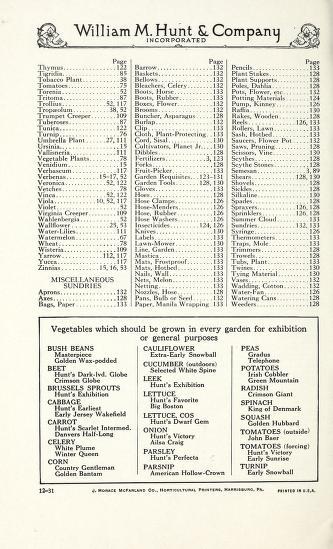 William M. Hunt & Company
INCORPORATED
Page
Thymus, 122
Tigridia, 85
Tobacco Plant 38
Tomatoes, 75
Torenia, 52
Tritoma, 87
Trollius, 52, 117
Tropæolum, 38, 52
Trumpet Creeper 109
Tuberoses, 87
Tunica, 122
Turnip, 76
Umbrella Plant 27, 111
Ursinia, 15
Vallisneria, 111
Vegetable Plants 78
Venidium, 15
Verbascum, 117
Verbenas, 15-17, 52
Veronica, 52, 122
Vetches, 78
Vinca, 52, 122
Viola, 10, 52, 117
Violet, 52
Virginia Creeper 109
Wahlenbergia, 52
Wallflower, 25, 53
Water-Lilies, 111
Watermelon, 67
Wheat, 78
Wistaria, 109
Yarrow, 112, 117
Yucca, 117
Zinnias, 15, 16, 53
MISCELLANEOUS
SUNDRIES
Aprons, 132
Axes, 128
Bags, Paper 133
Page
Barrow, 132
Baskets, 132
Bellows, 132
Bleachers, Celery 132
Boots, Horse, 133
Boots, Rubber, 133
Boxes, Flower 132
Brooms, 132
Buncher, Asparagus 128
Burlap, 132
Clip, 133
Cloth, Plant-Protecting 133
Cord, Sisal, 130
Cultivators, Planet Jr., 130
Dibbles, 128
Fertilizers, 3, 123
Forks, 128
Fruit-Picker, 133
Garden Requisites, 123-131
Garden Tools, 128, 130
Gloves, 133
Hoes, 128
Hose Clamps, 126
Hose-Menders, 126
Hose, Rubber, 126
Hose Washers, 126
Insecticides, 124, 126
Knives, 130
Labels, 133
Lawn-Mower, 130
Line, Garden, 133
Mastica, 133
Mats, Frostproof, 133
Mats, Hotbed, 133
Nails, Wall, 133
Nets, Melon, 133
Netting, 133
Nozzles, Hose, 128
Pans, Bulb or Seed 132
Paper, Manila Wrapping 133
Page
Pencils, 133
Plant Stakes, 128
Plant Supports, 128
Poles, Dahlia, 128
Pots, Flower, etc. 132
Potting Materials, 124
Pump, Kinney, 126
Raffia, 130
Rakes, Wooden, 128
Reels, 126, 133
Rollers, Lawn, 133
Sash, Hotbed, 133
Saucers, Flower Pot 132
Saws, Pruning, 128
Scissors, Vine, 130
Scythes, 128
Scythe Stones, 128
Semesan, 3, 89
Shears, 128, 130
Shovels, 128
Sickles, 128
Silkaline, 130
Spades, 128
Sprayers, 126, 128
Sprinklers, 126, 128
Summer Cloud, 133
Sundries, 132, 133
Syringe, 126
Thermometers, 133
Traps, Mole, 133
Trimmers, 128
Trowels, 128
Tubs, Plant, 133
Twines, 130
Tying Material, 130
Vases, 132
Wadding, Cotton, 132
Water-Ram, 126
Watering Cans, 128
Weeders, 128
Vegetables which should be grown in every garden for exhibition
or general purposes
BUSH BEANS
Masterpiece
Golden Wax-podded
BEET
Hunt's Dark-lvd. Globe
Crimson Globe
BRUSSELS SPROUTS
Hunt's Exhibition
CABBAGE
Hunt's Earliest
Early Jersey Wakefield
CARROT
Hunt's Scarlet Intermed.
Danvers Half-Long
CELERY
White Plume
Winter Queen
CORN
Country Gentleman
Golden Bantam
CAULIFLOWER
Extra-Early Snowball
CUCUMBER (outdoors)
Selected White Spine
LEEK
Hunt's Exhibition
LETTUCE
Hunt's Favorite
Big Boston
LETTUCE, COS
Hunt's Dwarf Gem
ONION
Hunt's Victory
Ailsa Craig
PARSLEY
Hunt's Perfecta
PARSNIP
American Hollow-Crown
PEAS
Gradus
Telephone
POTATOES
Irish Cobbler
Green Mountain
RADISH
Crimson Giant
SPINACH
King of Denmark
SQUASH
Golden Hubbard
TOMATOES (outside)
John Baer
TOMATOES (forcing)
Hunt's Victory
Early Sunrise
TURNIP
Early Snowball
12-31
J. HORACE McFARLAND CO., HORTICULTURAL PRINTERS, HARRISBURG, PA.
PRINTED IN U.S.A.